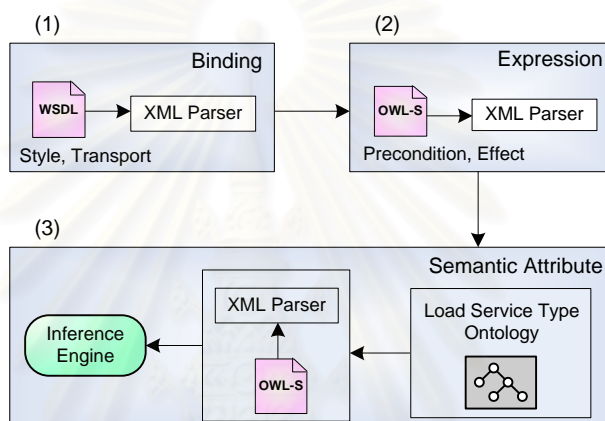 (1)
Binding
WSDL
XML Parser
Style, Transport
(2)
Expression
OWL-S
XML Parser
Precondition, Effect
(3)
Semantic Attribute
Inference
Engine
XML Parser
OWL-S
Load Service Type
Ontology